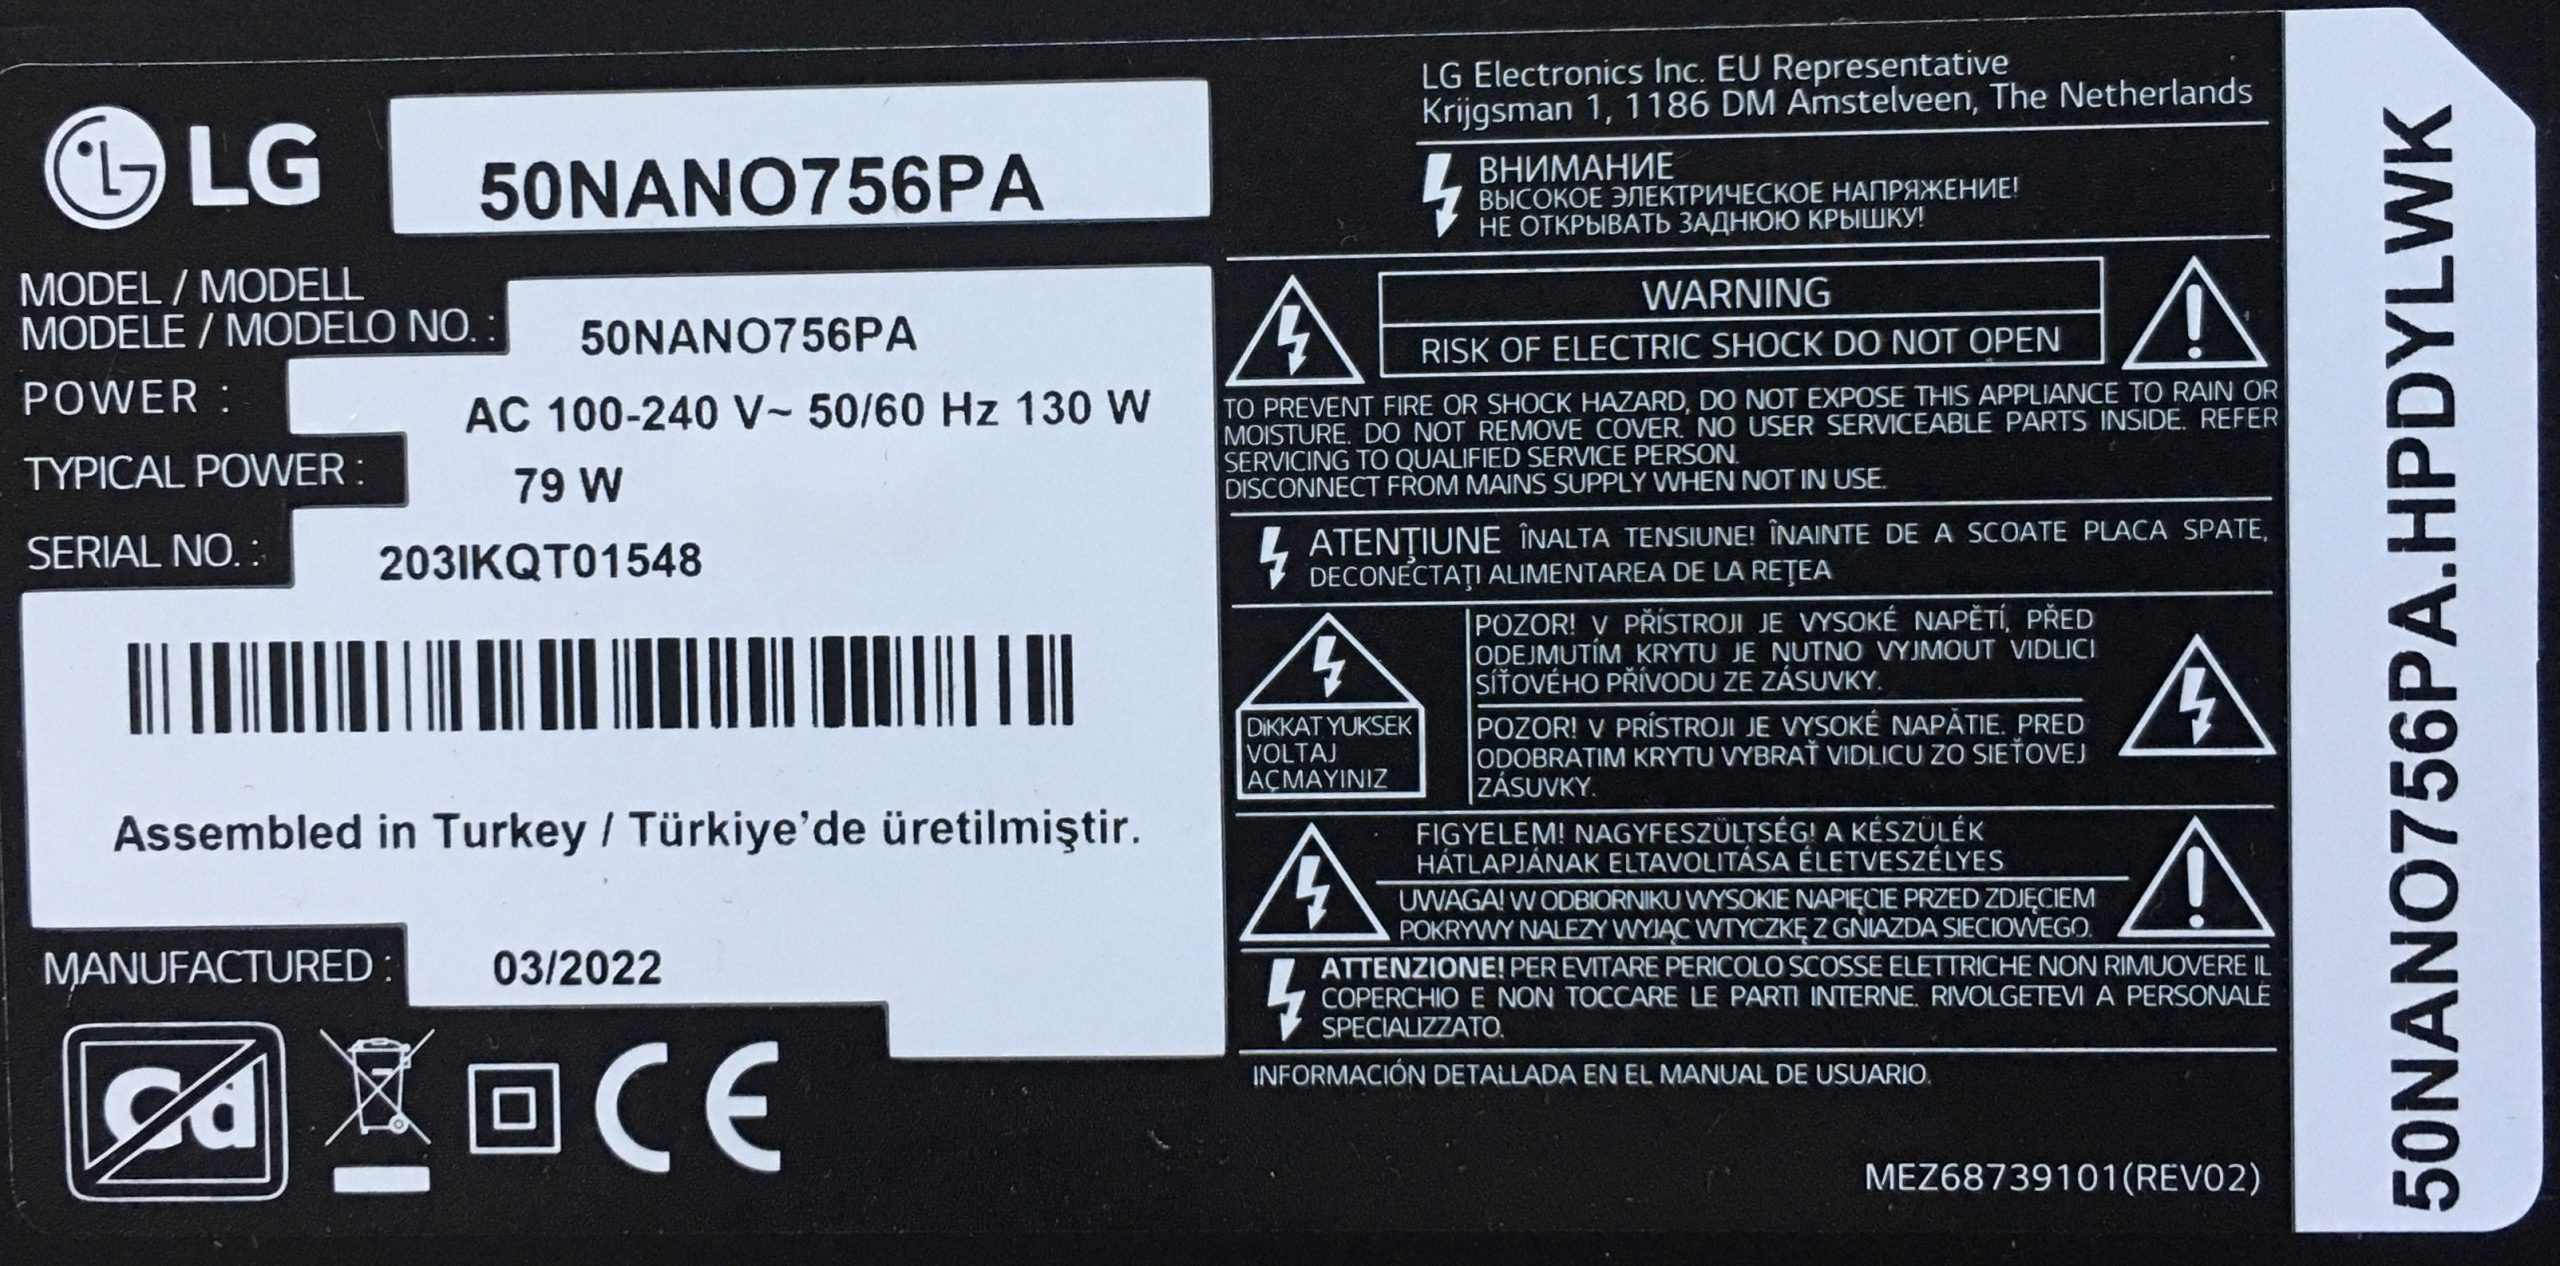 LG
50NANO756PA
MODEL / MODELL
MODELE / MODELO NO. : 50NANO756PA
POWER : AC 100-240 V~ 50/60 Hz 130 W
TYPICAL POWER : 79 W
SERIAL NO. : 203IKQT01548
Assembled in Turkey / Türkiye'de üretilmiştir.
MANUFACTURED : 03/2022
Cd
CE
LG Electronics Inc. EU Representative
Krijgsman 1, 1186 DM Amstelveen, The Netherlands
ВНИМАНИЕ
ВЫСОКОЕ ЭЛЕКТРИЧЕСКОЕ НАПРЯЖЕНИЕ!
НЕ ОТКРЫВАТЬ ЗАДНЮЮ КРЫШКУ!
WARNING
RISK OF ELECTRIC SHOCK DO NOT OPEN
TO PREVENT FIRE OR SHOCK HAZARD, DO NOT EXPOSE THIS APPLIANCE TO RAIN OR
MOISTURE. DO NOT REMOVE COVER. NO USER SERVICEABLE PARTS INSIDE. REFER
SERVICING TO QUALIFIED SERVICE PERSON.
DISCONNECT FROM MAINS SUPPLY WHEN NOT IN USE.
ATENŢIUNE ÎNALTA TENSIUNE! ÎNAINTE DE A SCOATE PLACA SPATE,
DECONECTAŢI ALIMENTAREA DE LA REŢEA
DiKKAT YUKSEK
VOLTAJ
AÇMAYINIZ
POZOR! V PŘÍSTROJI JE VYSOKÉ NAPĚTÍ, PŘED
ODEJMUTÍM KRYTU JE NUTNO VYJMOUT VIDLICI
SÍŤOVÉHO PŘÍVODU ZE ZÁSUVKY.
POZOR! V PRÍSTROJI JE VYSOKÉ NAPÄTIE. PRED
ODOBRATIM KRYTU VYBRAŤ VIDLICU ZO SIEŤOVEJ
ZÁSUVKY.
FIGYELEM! NAGYFESZÜLTSÉG! A KÉSZÜLÉK
HÁTLAPJÁNAK ELTAVOLITÁSA ÉLETVESZÉLYES
UWAGA! W ODBIORNIKU WYSOKIE NAPIĘCIE PRZED ZDJĘCIEM
POKRYWY NALEZY WYJĄC WTYCZKĘ Z GNIAZDA SIECIOWEGO.
ATTENZIONE! PER EVITARE PERICOLO SCOSSE ELETTRICHE NON RIMUOVERE IL
COPERCHIO E NON TOCCARE LE PARTI INTERNE. RIVOLGETEVI A PERSONALE
SPECIALIZZATO.
INFORMACIÓN DETALLADA EN EL MANUAL DE USUARIO.
MEZ68739101(REV02)
50NANO756PA.HPDYLWK